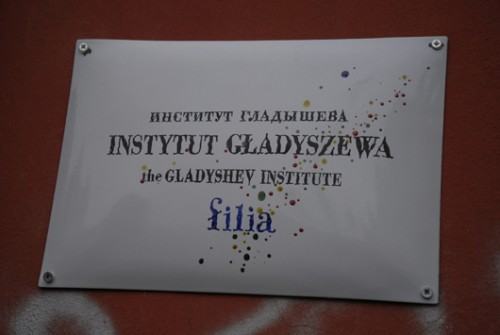 ИНСТИТУТ ГЛАДЫШЕВА
INSTYTUT GŁADYSZEWA
the GLADYSHEV INSTITUTE
filia